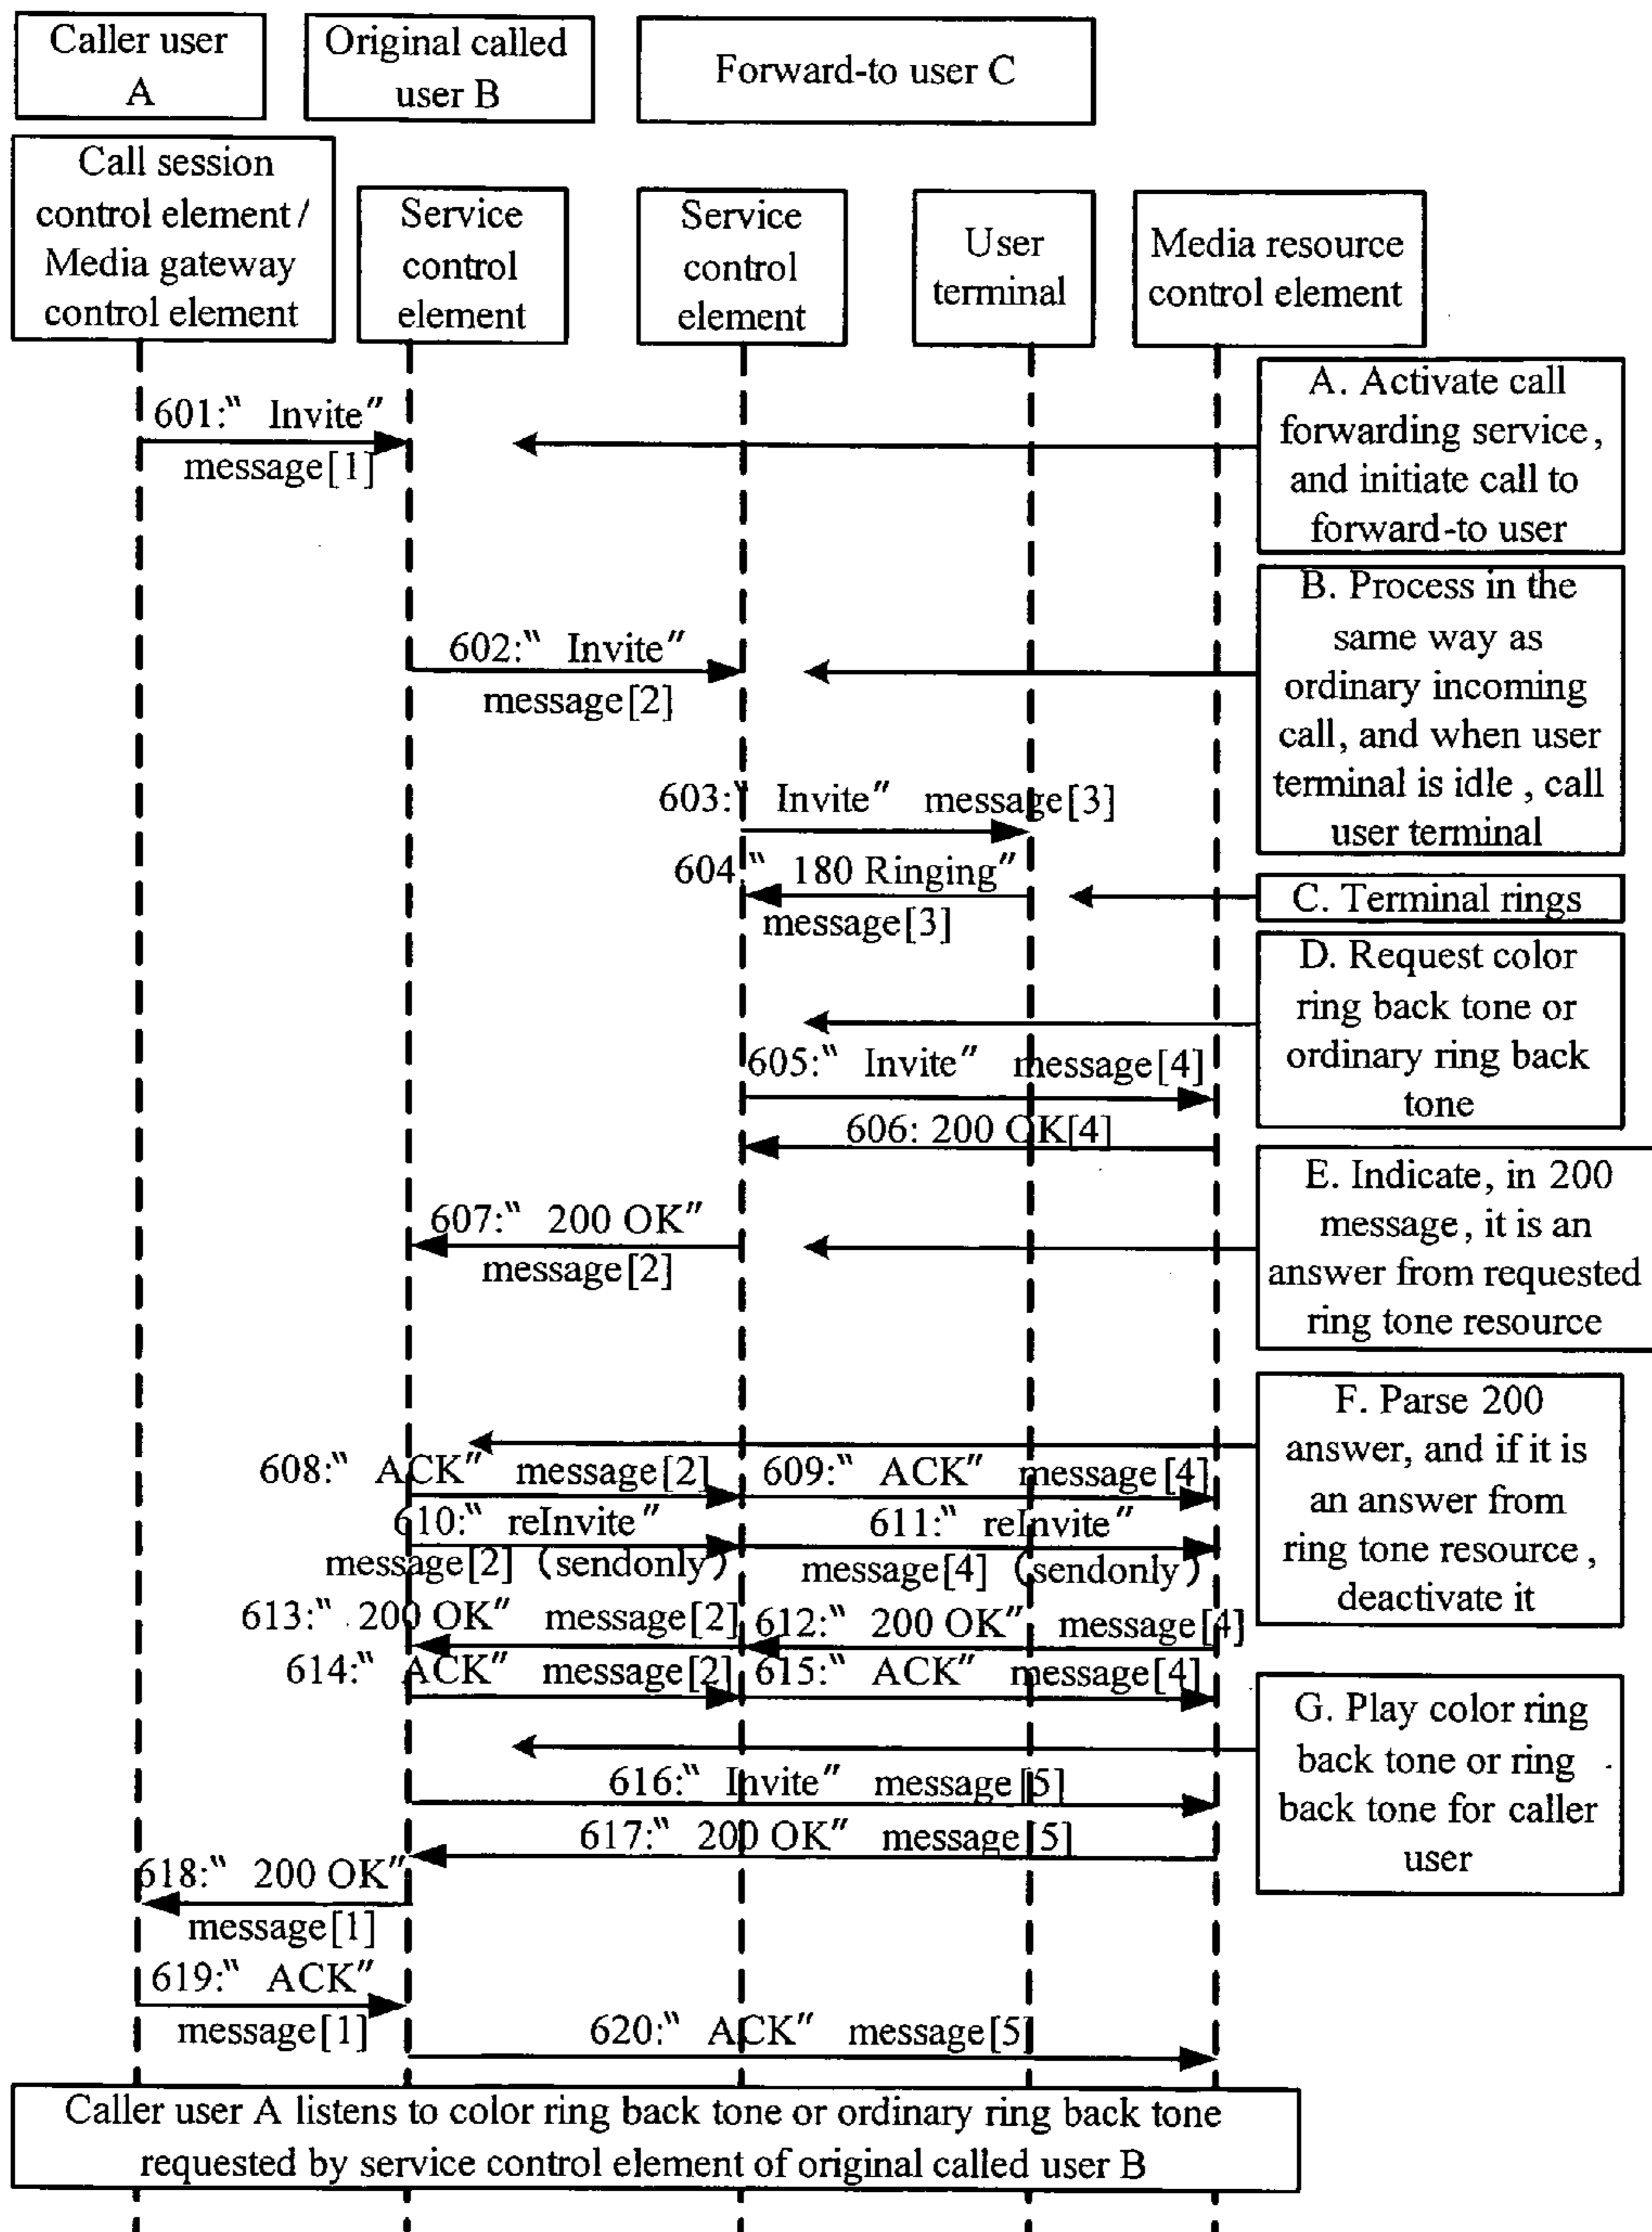 Caller user
A
Original called
user B
Forward-to user C
Call session
control element /
Media gateway
control element
Service
control
element
Service
control
element
User
terminal
Media resource
control element
A. Activate call
forwarding service,
and initiate call to
forward-to user
601:“ Invite”
message[1]
B. Process in the
same way as
ordinary incoming
call, and when user
terminal is idle , call
user terminal
602:“ Invite”
message[2]
603:“ Invite” message[3]
604:“ 180 Ringing”
message[3]
C. Terminal rings
D. Request color
ring back tone or
ordinary ring back
tone
605:“ Invite” message[4]
606: 200 OK[4]
E. Indicate, in 200
message, it is an
answer from requested
ring tone resource
607:“ 200 OK”
message[2]
F. Parse 200
answer, and if it is
an answer from
ring tone resource ,
deactivate it
608:“ ACK” message[2]
609:“ ACK” message[4]
610:“ reInvite”
message[2] (sendonly)
611:“ reInvite”
message[4] (sendonly)
613:“ 200 OK” message[2]
612:“ 200 OK” message[4]
614:“ ACK” message[2]
615:“ ACK” message[4]
G. Play color ring
back tone or ring
back tone for caller
user
616:“ Invite” message[5]
617:“ 200 OK” message[5]
618:“ 200 OK”
message[1]
619:“ ACK”
message[1]
620:“ ACK” message[5]
Caller user A listens to color ring back tone or ordinary ring back tone
requested by service control element of original called user B